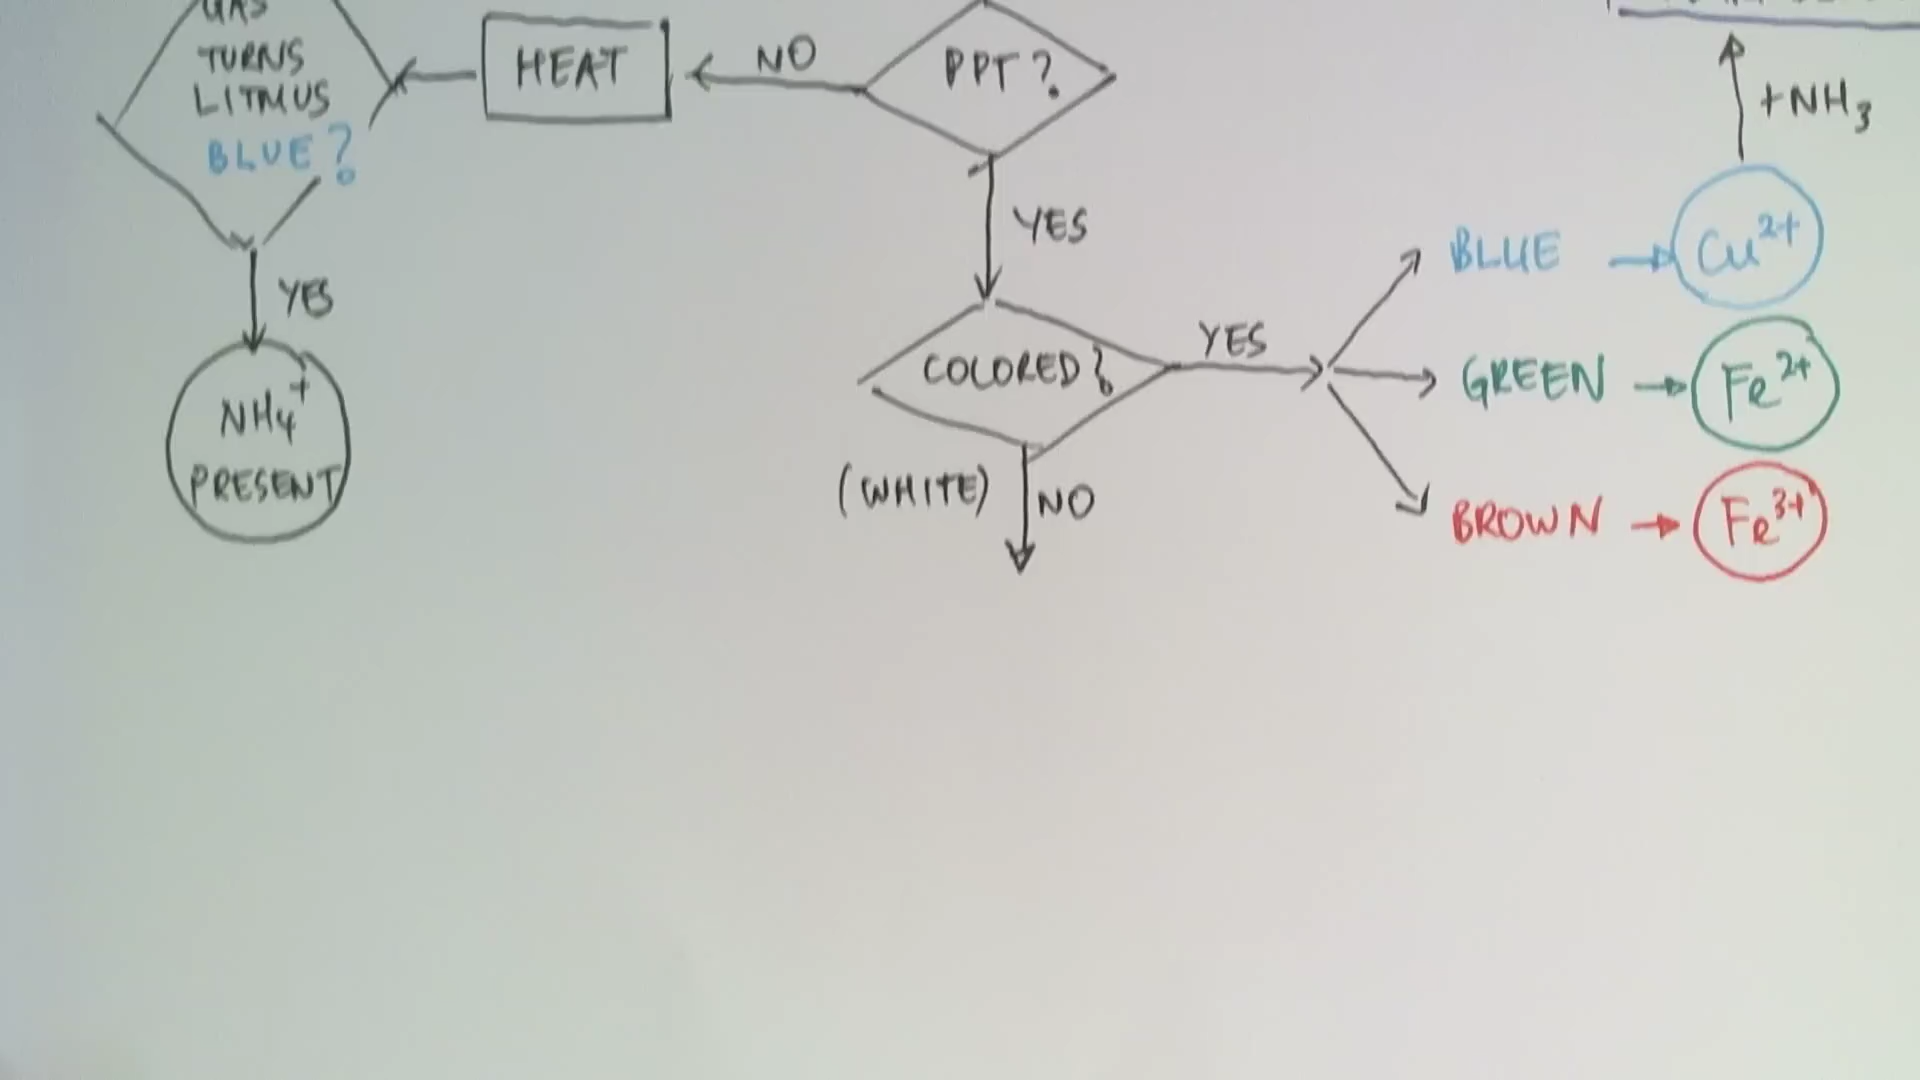 GAS
TURNS
LITMUS
BLUE?
HEAT
NO
PPT?
+NH₃
YES
YES
NH₄⁺
PRESENT
COLORED?
YES
(WHITE)
NO
BLUE
Cu²⁺
GREEN
Fe²⁺
BROWN
Fe³⁺